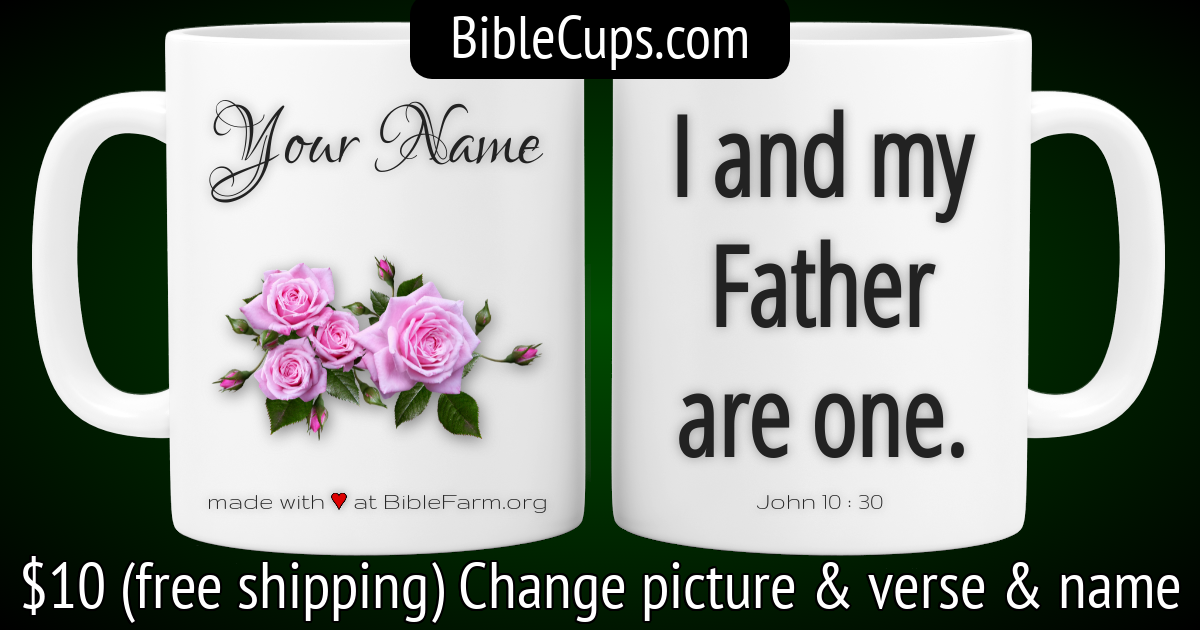 BibleCups.com
Your Name
made with ♥ at BibleFarm.org
I and my
Father
are one.
John 10 : 30
$10 (free shipping) Change picture & verse & name